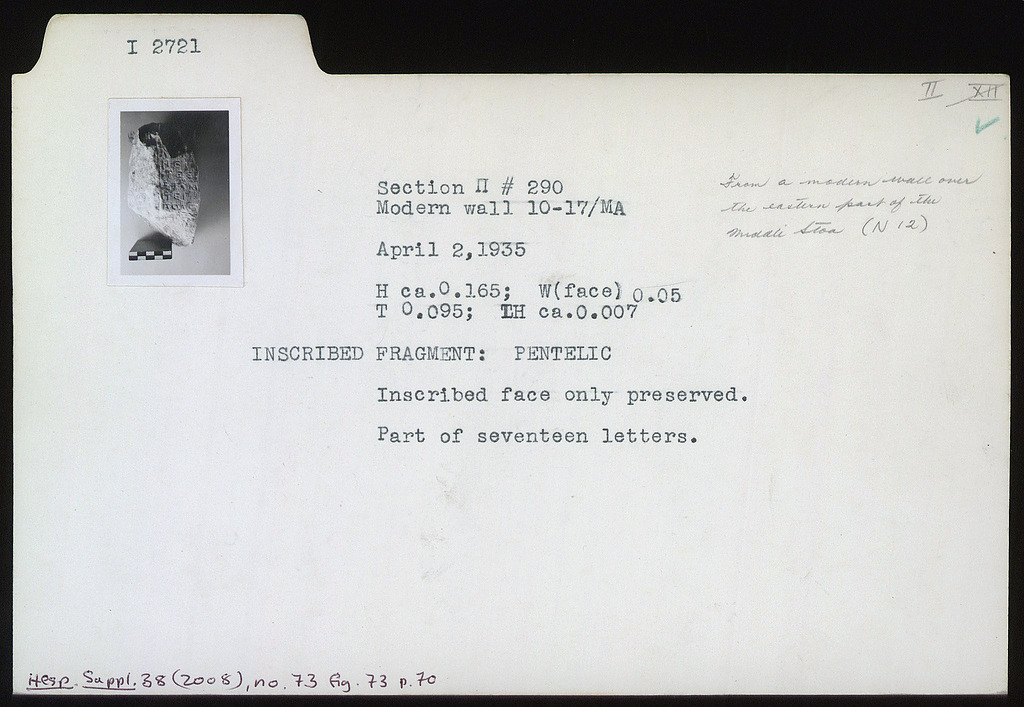 I 2721
II XII
Section Π # 290
Modern wall 10-17/MA
From a modern wall over
the eastern part of the
Middle Stoa (N 12)
April 2,1935
H ca.0.165; W(face) 0.05
T 0.095; LH ca.0.007
INSCRIBED FRAGMENT: PENTELIC
Inscribed face only preserved.
Part of seventeen letters.
Hesp. Suppl. 38 (2008), no. 73 fig. 73 p. 70